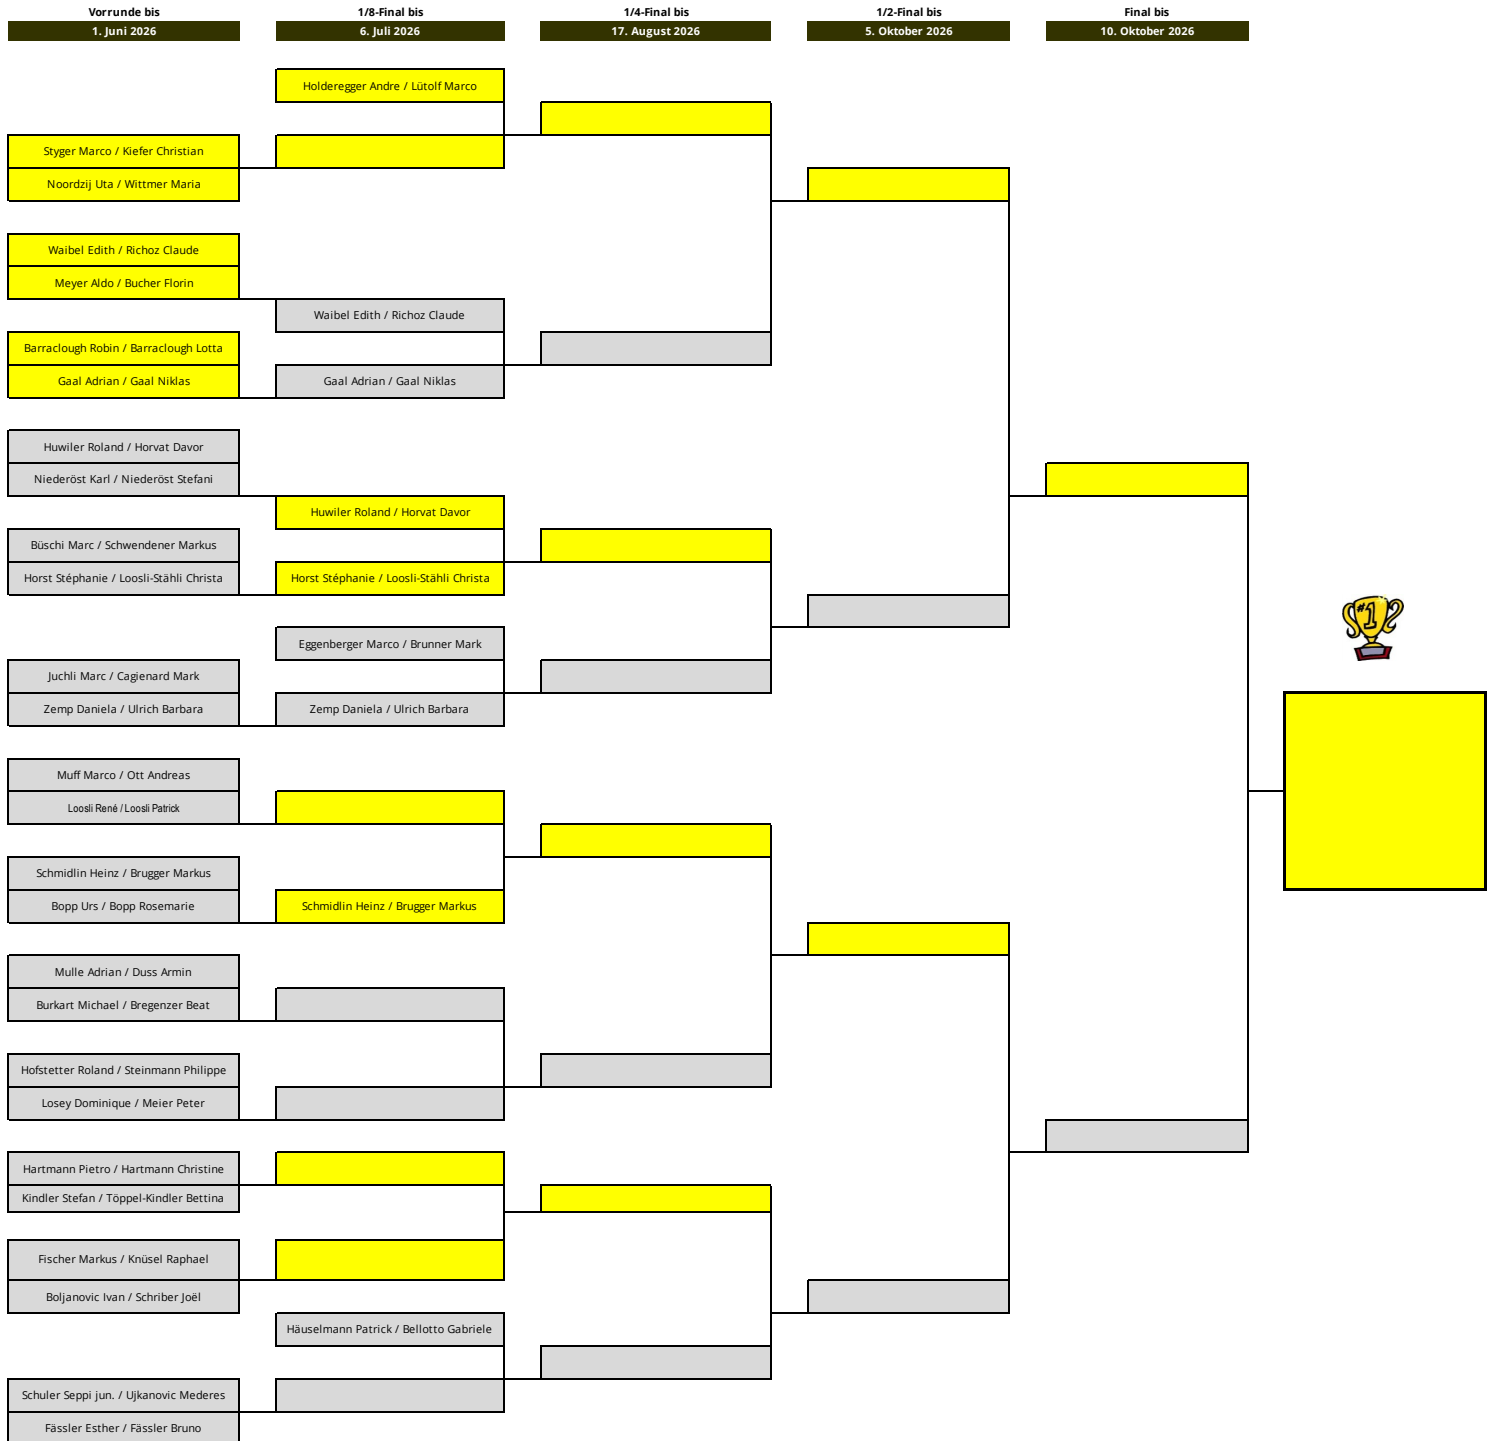 Vorrunde bis
1. Juni 2026
1/8-Final bis
6. Juli 2026
1/4-Final bis
17. August 2026
1/2-Final bis
5. Oktober 2026
Final bis
10. Oktober 2026
Styger Marco / Kiefer Christian
Noordzij Uta / Wittmer Maria
Waibel Edith / Richoz Claude
Meyer Aldo / Bucher Florin
Barraclough Robin / Barraclough Lotta
Gaal Adrian / Gaal Niklas
Huwiler Roland / Horvat Davor
Niederöst Karl / Niederöst Stefani
Büschi Marc / Schwendener Markus
Horst Stéphanie / Loosli-Stähli Christa
Juchli Marc / Cagienard Mark
Zemp Daniela / Ulrich Barbara
Muff Marco / Ott Andreas
Loosli René / Loosli Patrick
Schmidlin Heinz / Brugger Markus
Bopp Urs / Bopp Rosemarie
Mulle Adrian / Duss Armin
Burkart Michael / Bregenzer Beat
Hofstetter Roland / Steinmann Philippe
Losey Dominique / Meier Peter
Hartmann Pietro / Hartmann Christine
Kindler Stefan / Töppel-Kindler Bettina
Fischer Markus / Knüsel Raphael
Boljanovic Ivan / Schriber Joël
Schuler Seppi jun. / Ujkanovic Mederes
Fässler Esther / Fässler Bruno
Holderegger Andre / Lütolf Marco
Waibel Edith / Richoz Claude
Gaal Adrian / Gaal Niklas
Huwiler Roland / Horvat Davor
Horst Stéphanie / Loosli-Stähli Christa
Eggenberger Marco / Brunner Mark
Zemp Daniela / Ulrich Barbara
Schmidlin Heinz / Brugger Markus
Häuselmann Patrick / Bellotto Gabriele
#1